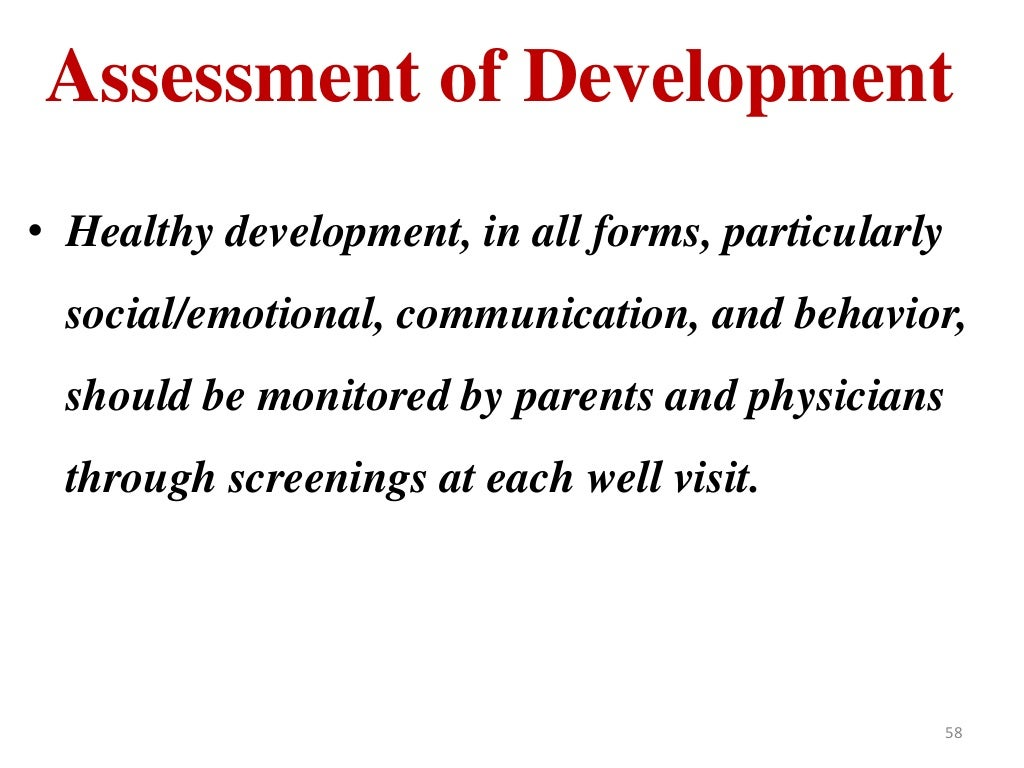 Assessment of Development
• Healthy development, in all forms, particularly
social/emotional, communication, and behavior,
should be monitored by parents and physicians
through screenings at each well visit.
58